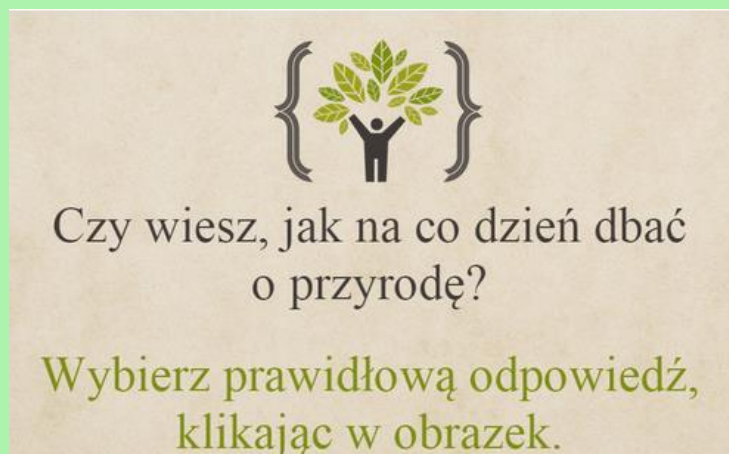 Czy wiesz, jak na co dzień dbać
o przyrodę?
Wybierz prawidłową odpowiedź,
klikając w obrazek.